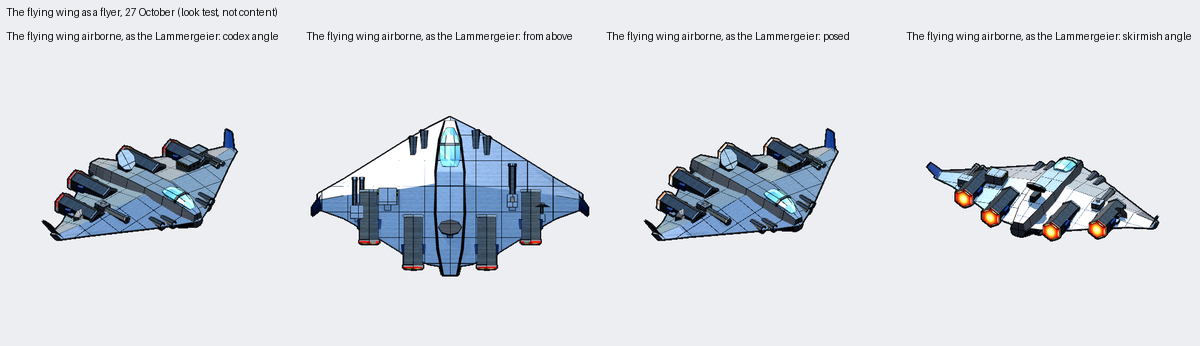 The flying wing as a flyer, 27 October (look test, not content)
The flying wing airborne, as the Lammergeier: codex angle
The flying wing airborne, as the Lammergeier: from above
The flying wing airborne, as the Lammergeier: posed
The flying wing airborne, as the Lammergeier: skirmish angle